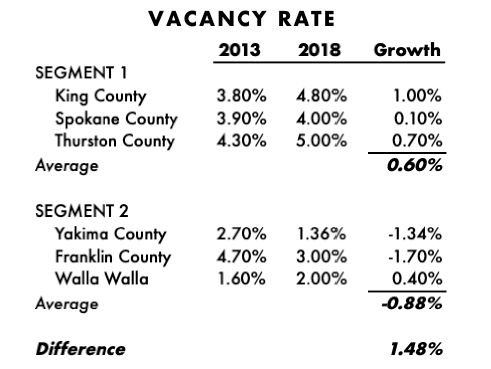 VACANCY RATE
2013 2018 Growth
SEGMENT 1
King County 3.80% 4.80% 1.00%
Spokane County 3.90% 4.00% 0.10%
Thurston County 4.30% 5.00% 0.70%
Average 0.60%
SEGMENT 2
Yakima County 2.70% 1.36% -1.34%
Franklin County 4.70% 3.00% -1.70%
Walla Walla 1.60% 2.00% 0.40%
Average -0.88%
Difference 1.48%